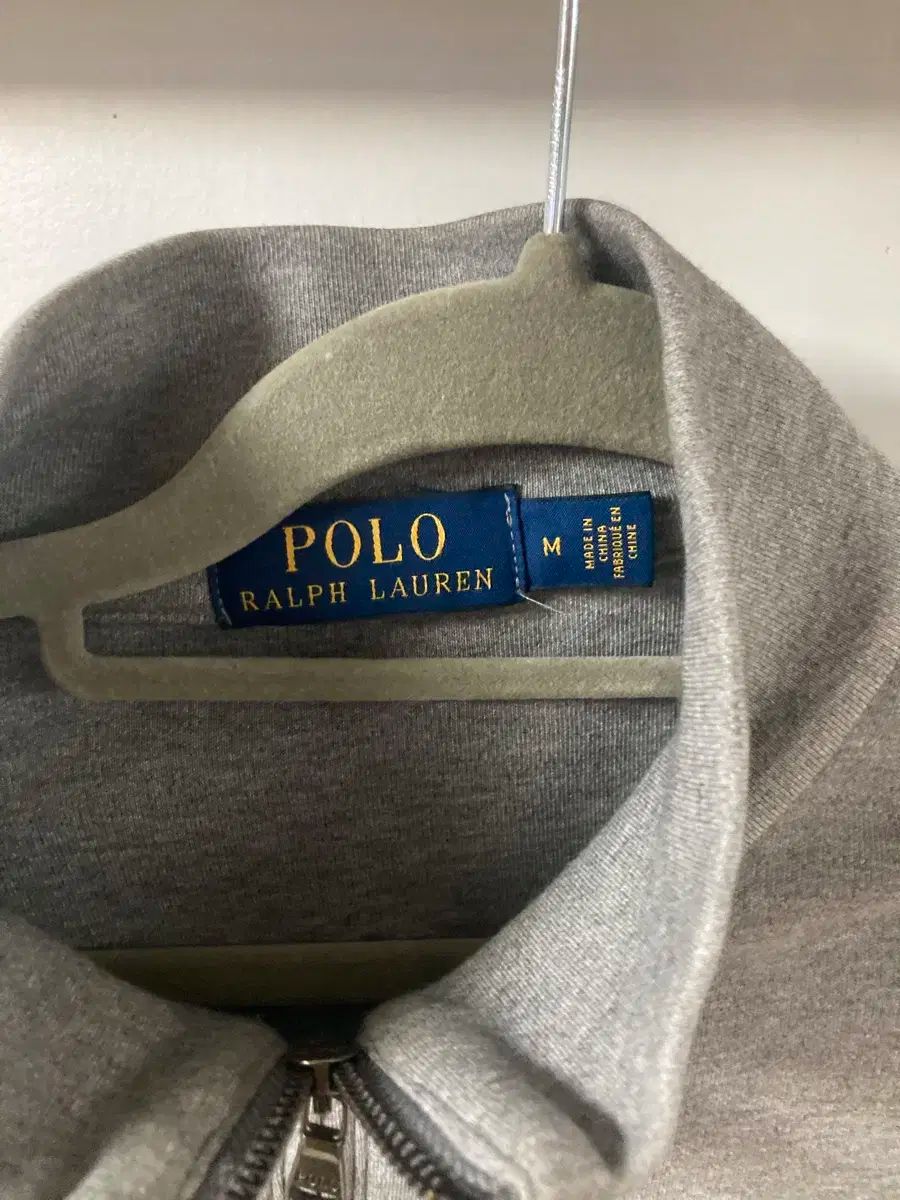 POLO
RALPH LAUREN
M
MADE IN
CHINA
FABRIQUÉ EN
CHINE